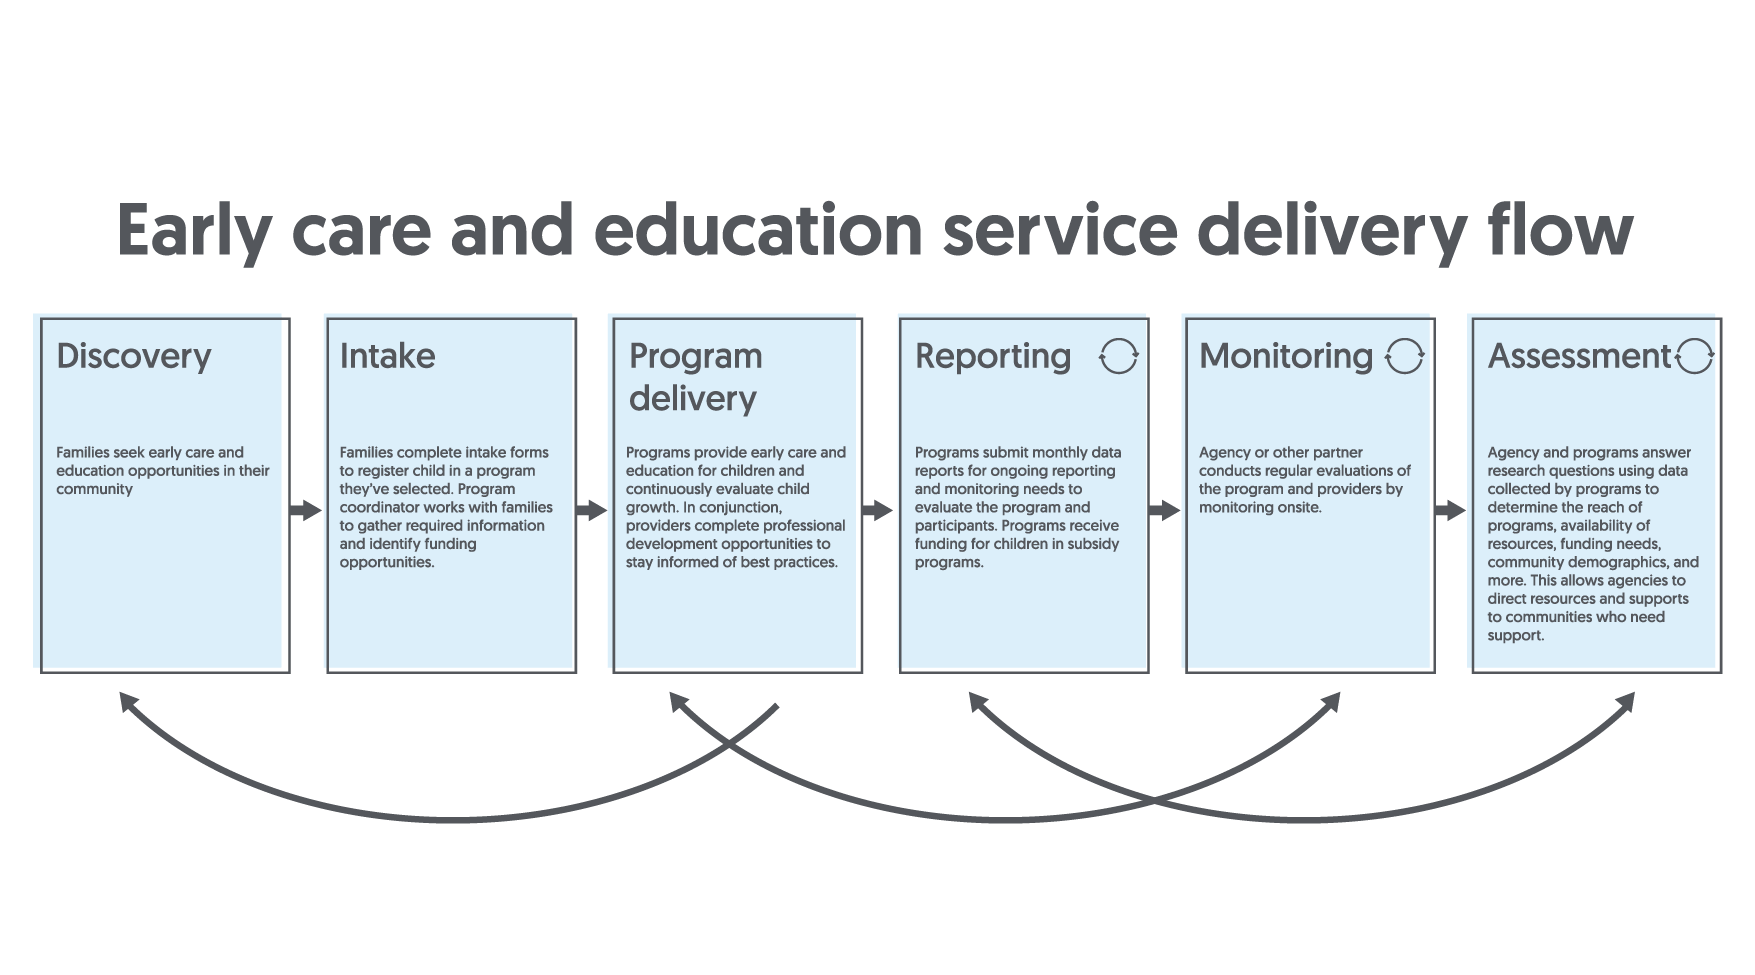 Early care and education service delivery flow
Discovery
Families seek early care and
education opportunities in their
community
Intake
Families complete intake forms
to register child in a program
they've selected. Program
coordinator works with families
to gather required information
and identify funding
opportunities.
Program
delivery
Programs provide early care and
education for children and
continuously evaluate child
growth. In conjunction,
providers complete professional
development opportunities to
stay informed of best practices.
Reporting
Programs submit monthly data
reports for ongoing reporting
and monitoring needs to
evaluate the program and
participants. Programs receive
funding for children in subsidy
programs.
Monitoring
Agency or other partner
conducts regular evaluations of
the program and providers by
monitoring onsite.
Assessment
Agency and programs answer
research questions using data
collected by programs to
determine the reach of
programs, availability of
resources, funding needs,
community demographics, and
more. This allows agencies to
direct resources and supports
to communities who need
support.